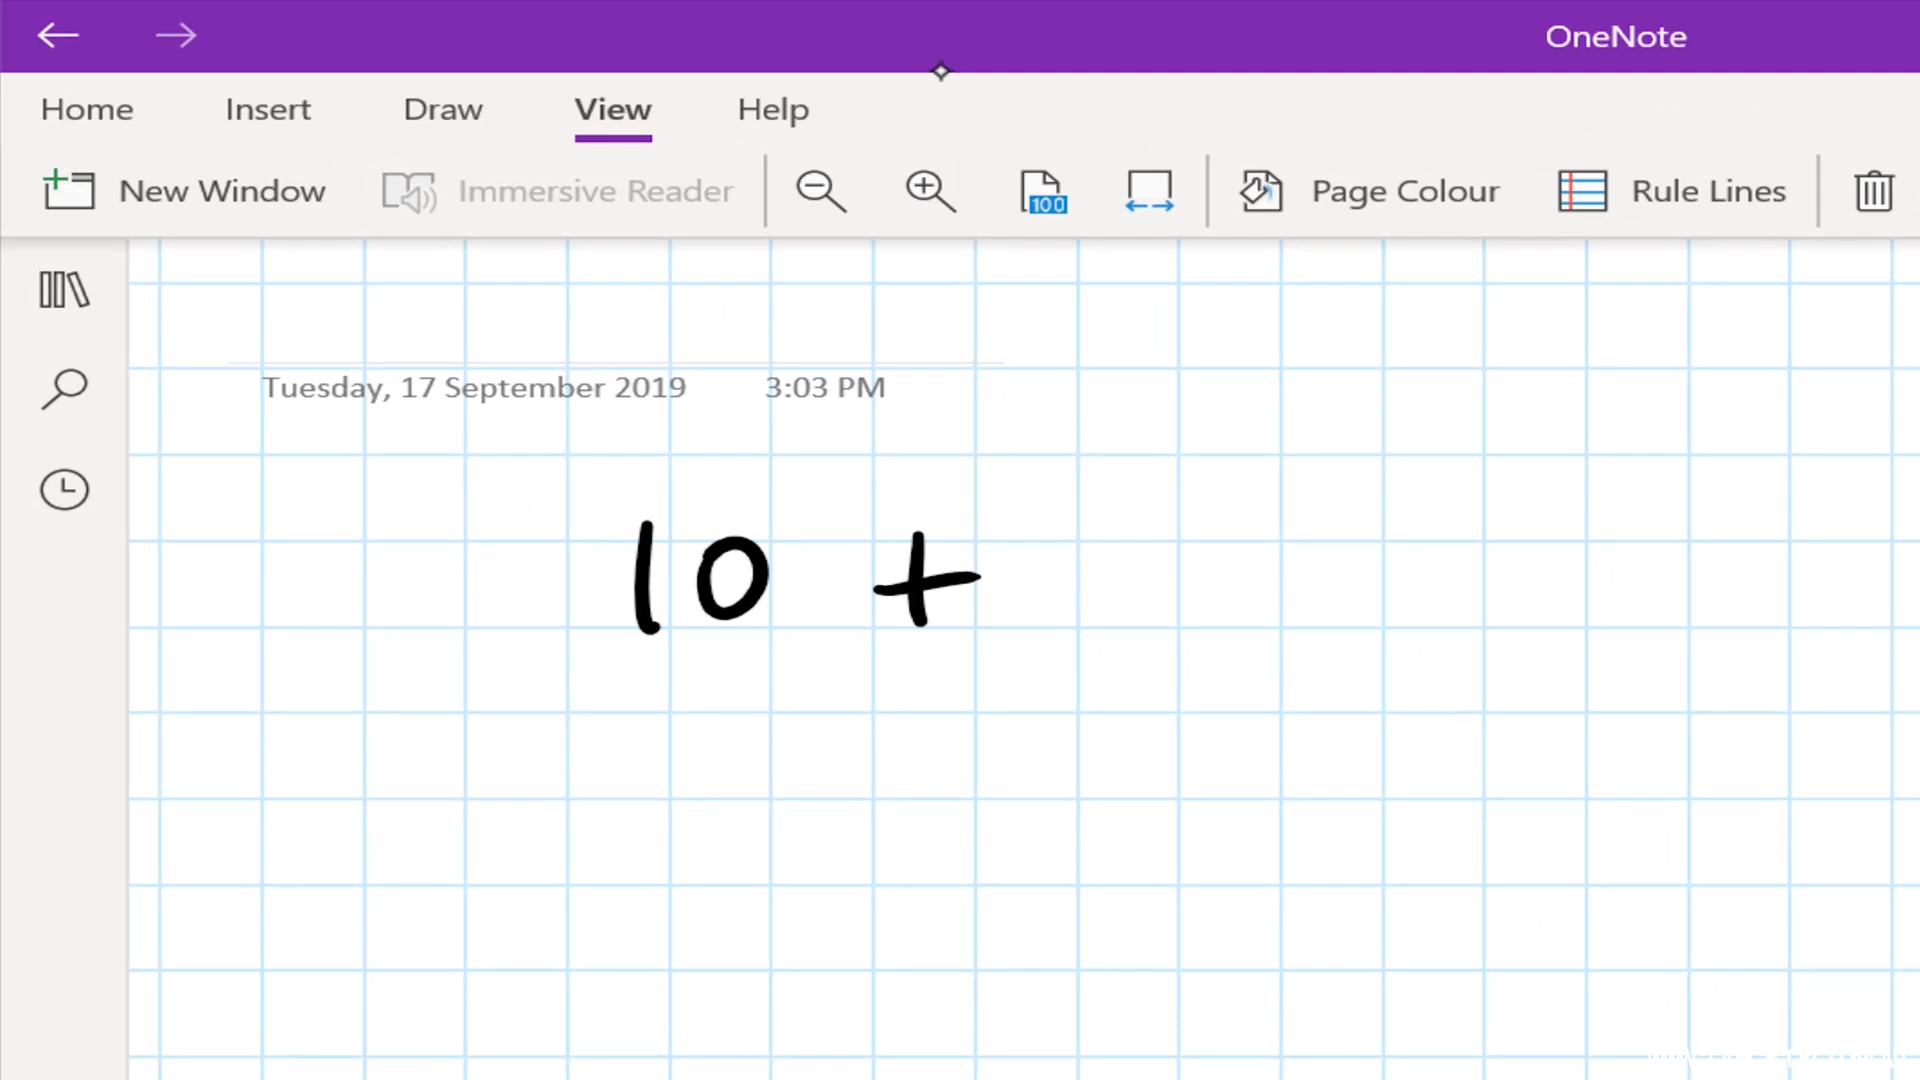 OneNote
Home Insert Draw View Help
New Window Immersive Reader 100 Page Colour Rule Lines
Tuesday, 17 September 2019 3:03 PM
10 +